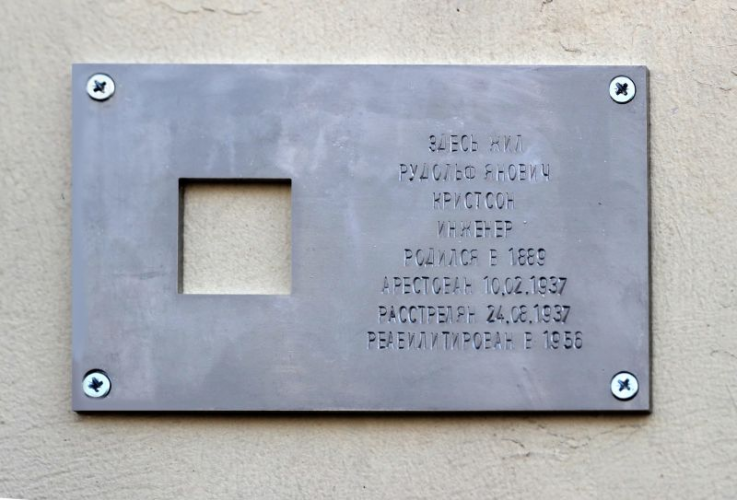 ЗДЕСЬ ЖИЛ
РУДОЛЬФ ЯНОВИЧ
КРИСТСОН
ИНЖЕНЕР
РОДИЛСЯ В 1889
АРЕСТОВАН 10.02.1937
РАССТРЕЛЯН 24.08.1937
РЕАБИЛИТИРОВАН В 1956